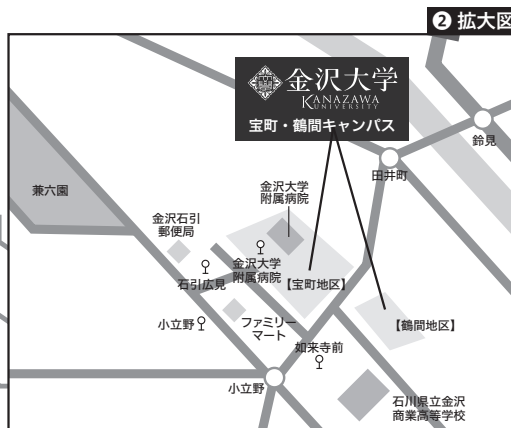 ❷ 拡大図
金沢大学
KANAZAWA
UNIVERSITY
宝町・鶴間キャンパス
鈴見
田井町
兼六園
金沢大学
附属病院
金沢石引
郵便局
金沢大学
附属病院
石引広見
【宝町地区】
小立野
ファミリー
マート
【鶴間地区】
如来寺前
小立野
石川県立金沢
商業高等学校